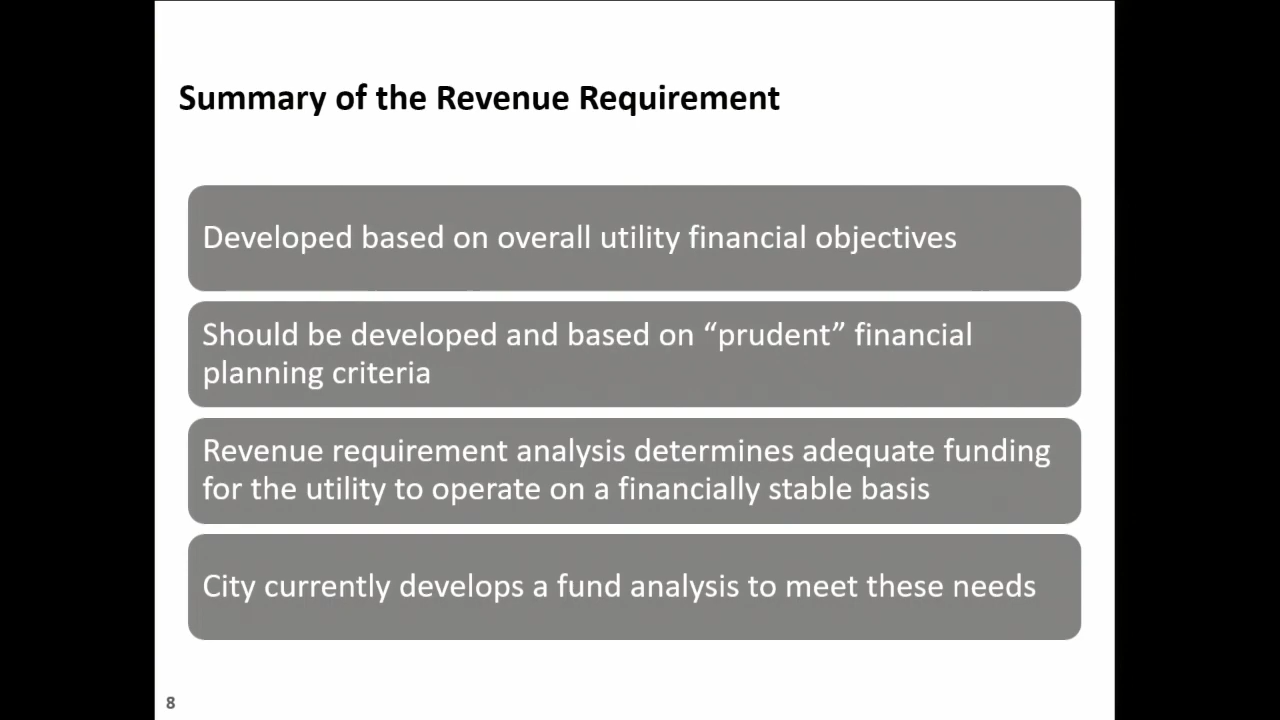 Summary of the Revenue Requirement
Developed based on overall utility financial objectives
Should be developed and based on “prudent” financial
planning criteria
Revenue requirement analysis determines adequate funding
for the utility to operate on a financially stable basis
City currently develops a fund analysis to meet these needs
8